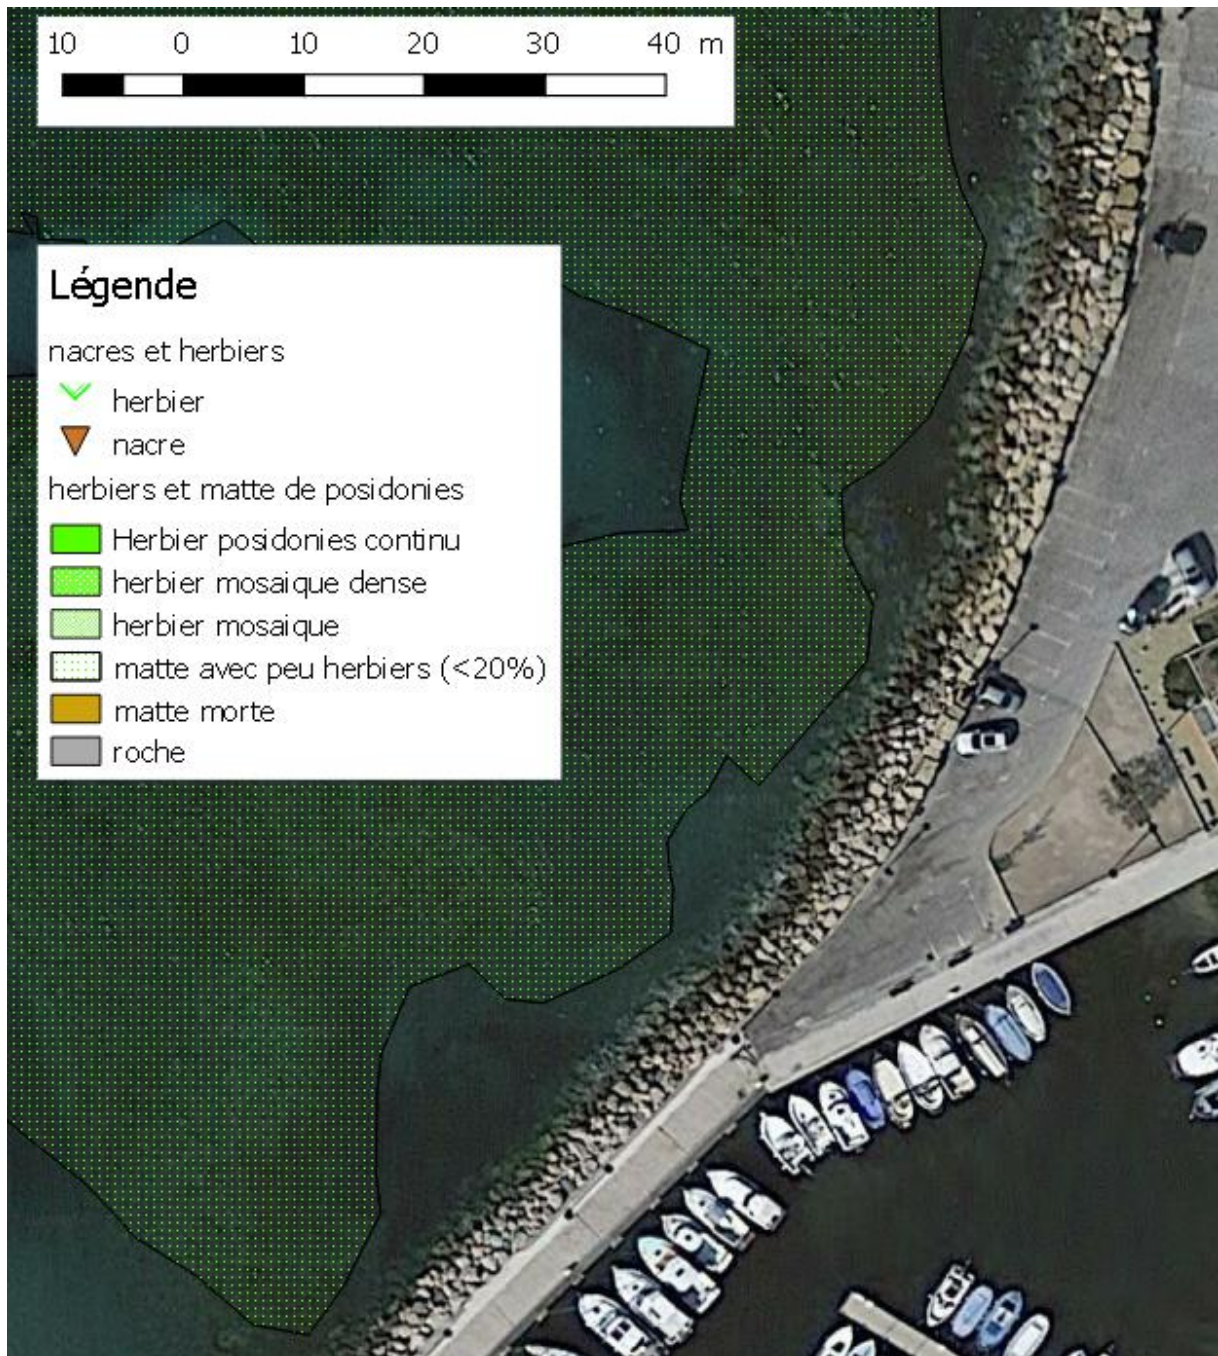 10 0 10 20 30 40 m
Légende
nacres et herbiers
herbier
nacre
herbiers et matte de posidonies
Herbier posidonies continu
herbier mosaique dense
herbier mosaique
matte avec peu herbiers (<20%)
matte morte
roche